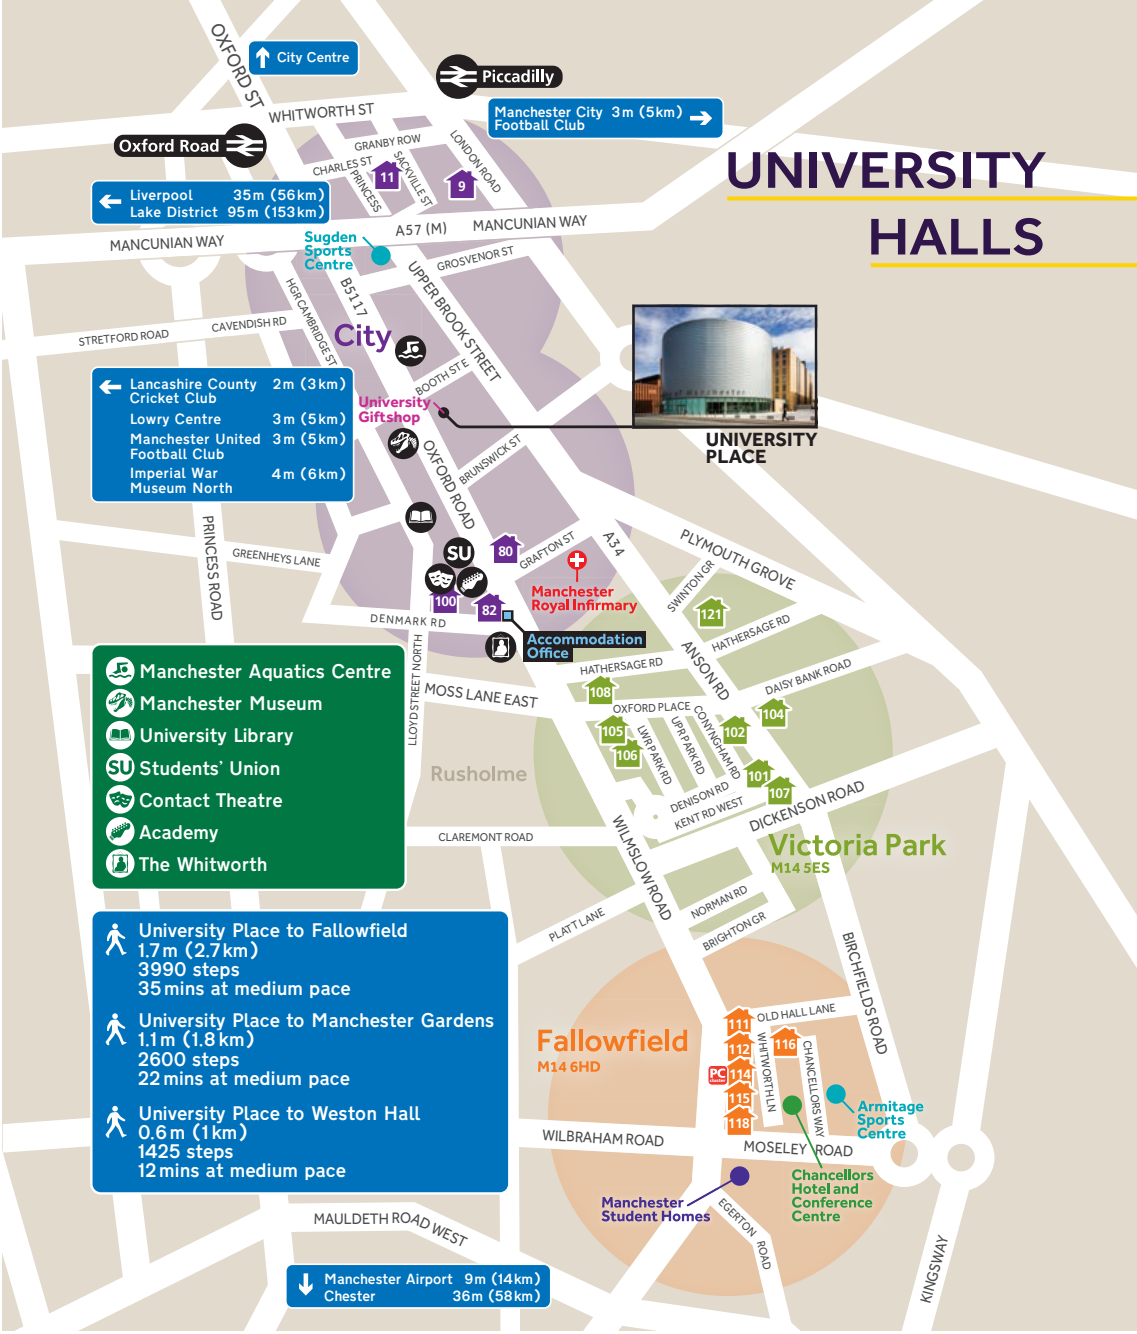 OXFORD ST
City Centre
Piccadilly
WHITWORTH ST
Manchester City 3m (5km)
Football Club
Oxford Road
GRANBY ROW
LONDON ROAD
CHARLES ST
SACKVILLE ST
PRINCESS
11
9
UNIVERSITY
HALLS
Liverpool 35m (56km)
Lake District 95m (153km)
MANCUNIAN WAY
A57 (M)
MANCUNIAN WAY
Sugden
Sports
Centre
GROSVENOR ST
UPPER BROOK STREET
B5117
HGR CAMBRIDGE ST
STRETFORD ROAD
CAVENDISH RD
City
BOOTH ST E
Lancashire County 2m (3km)
Cricket Club
Lowry Centre 3m (5km)
Manchester United 3m (5km)
Football Club
Imperial War 4m (6km)
Museum North
University
Giftshop
UNIVERSITY
PLACE
OXFORD ROAD
BRUNSWICK ST
PRINCESS ROAD
GREENHEYS LANE
SU
80
GRAFTON ST
A34
PLYMOUTH GROVE
SWINTON GR
Manchester
Royal Infirmary
100
82
121
DENMARK RD
Accommodation
Office
HATHERSAGE RD
HATHERSAGE RD
ANSON RD
DAISY BANK ROAD
LLOYD STREET NORTH
MOSS LANE EAST
108
OXFORD PLACE
104
105
102
106
LWR PARK RD
UPR PARK RD
CONYNGHAM RD
101
107
Rusholme
DENISON RD
KENT RD WEST
DICKENSON ROAD
Manchester Aquatics Centre
Manchester Museum
University Library
SU Students' Union
Contact Theatre
Academy
The Whitworth
CLAREMONT ROAD
WILMSLOW ROAD
Victoria Park
M14 5ES
PLATT LANE
NORMAN RD
BRIGHTON GR
BIRCHFIELDS ROAD
University Place to Fallowfield
1.7m (2.7km)
3990 steps
35 mins at medium pace
University Place to Manchester Gardens
1.1m (1.8km)
2600 steps
22 mins at medium pace
University Place to Weston Hall
0.6m (1km)
1425 steps
12 mins at medium pace
Fallowfield
M14 6HD
111
OLD HALL LANE
112
116
PC
cluster
114
WHITWORTH LN
CHANCELLORS WAY
115
118
Armitage
Sports
Centre
WILBRAHAM ROAD
MOSELEY ROAD
Chancellors
Hotel and
Conference
Centre
Manchester
Student Homes
EGERTON ROAD
MAULDETH ROAD WEST
KINGSWAY
Manchester Airport 9m (14km)
Chester 36m (58km)